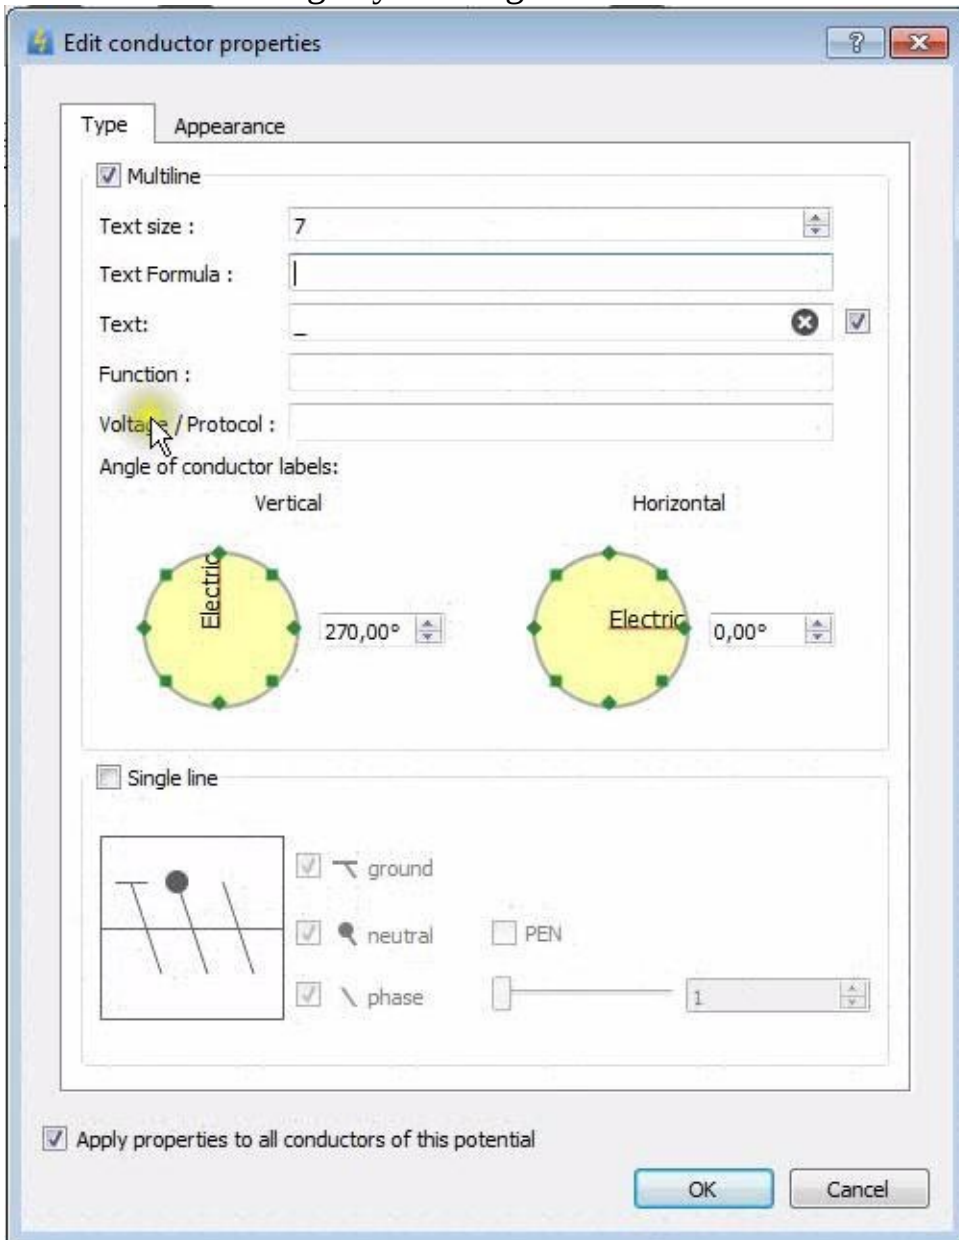 Edit conductor properties
Type Appearance
Multiline
Text size : 7
Text Formula :
Text: _
Function :
Voltage / Protocol :
Angle of conductor labels:
Vertical Horizontal
Electric 270,00° Electric 0,00°
Single line
ground
neutral PEN
phase 1
Apply properties to all conductors of this potential
OK Cancel